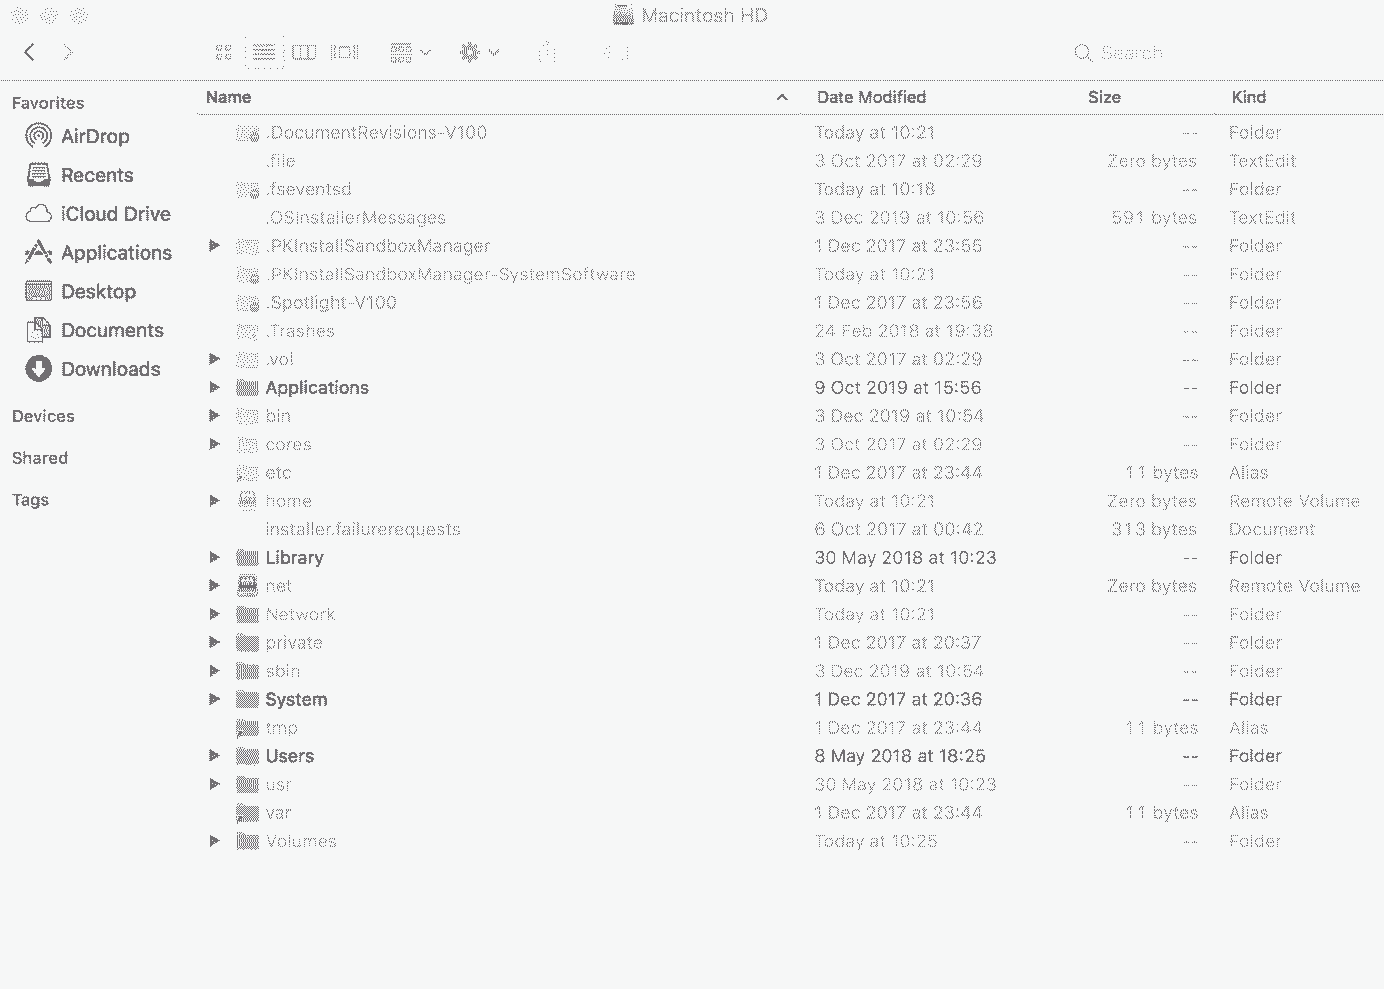 Macintosh HD
Search
Name Date Modified Size Kind
Favorites
AirDrop
Recents
iCloud Drive
Applications
Desktop
Documents
Downloads
Devices
Shared
Tags
.DocumentRevisions-V100 Today at 10:21 -- Folder
.file 3 Oct 2017 at 02:29 Zero bytes TextEdit
.fseventsd Today at 10:18 -- Folder
.OSInstallerMessages 3 Dec 2019 at 10:56 591 bytes TextEdit
.PKInstallSandboxManager 1 Dec 2017 at 23:56 -- Folder
.PKInstallSandboxManager-SystemSoftware Today at 10:21 -- Folder
.Spotlight-V100 1 Dec 2017 at 23:56 -- Folder
.Trashes 24 Feb 2018 at 19:38 -- Folder
.vol 3 Oct 2017 at 02:29 -- Folder
Applications 9 Oct 2019 at 15:56 -- Folder
bin 3 Dec 2019 at 10:54 -- Folder
cores 3 Oct 2017 at 02:29 -- Folder
etc 1 Dec 2017 at 23:44 11 bytes Alias
home Today at 10:21 Zero bytes Remote Volume
installer.failurerequests 6 Oct 2017 at 00:42 313 bytes Document
Library 30 May 2018 at 10:23 -- Folder
net Today at 10:21 Zero bytes Remote Volume
Network Today at 10:21 -- Folder
private 1 Dec 2017 at 20:37 -- Folder
sbin 3 Dec 2019 at 10:54 -- Folder
System 1 Dec 2017 at 20:36 -- Folder
tmp 1 Dec 2017 at 23:44 11 bytes Alias
Users 8 May 2018 at 18:25 -- Folder
usr 30 May 2018 at 10:23 -- Folder
var 1 Dec 2017 at 23:44 11 bytes Alias
Volumes Today at 10:25 -- Folder